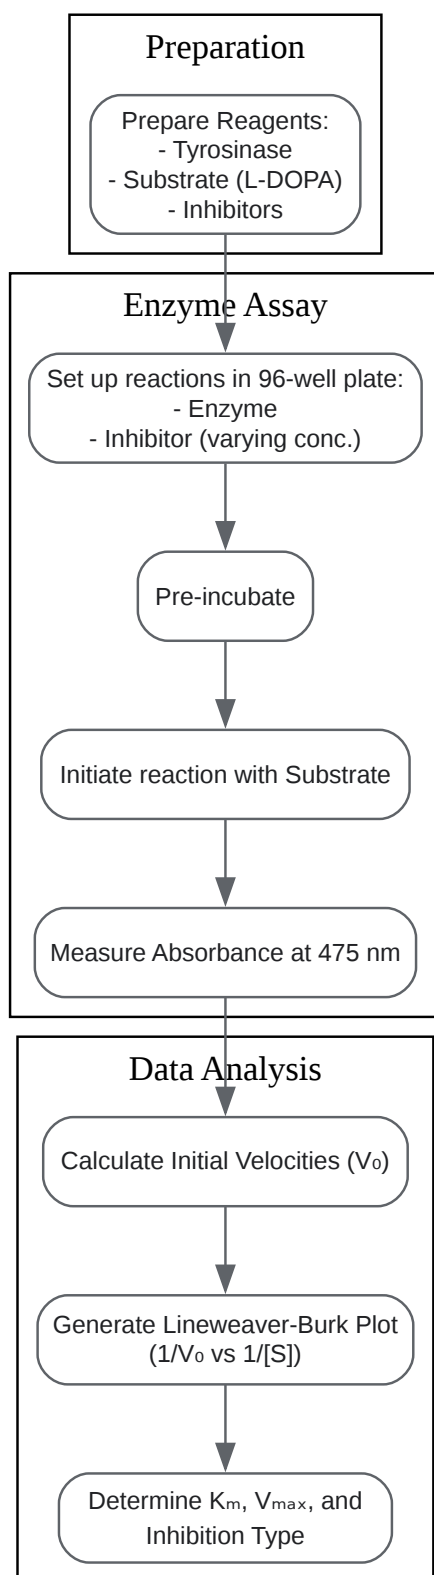 Preparation
Prepare Reagents:
- Tyrosinase
- Substrate (L-DOPA)
- Inhibitors
Enzyme Assay
Set up reactions in 96-well plate:
- Enzyme
- Inhibitor (varying conc.)
Pre-incubate
Initiate reaction with Substrate
Measure Absorbance at 475 nm
Data Analysis
Calculate Initial Velocities (V₀)
Generate Lineweaver-Burk Plot
(1/V₀ vs 1/[S])
Determine Kₘ, Vₘₐₓ, and
Inhibition Type